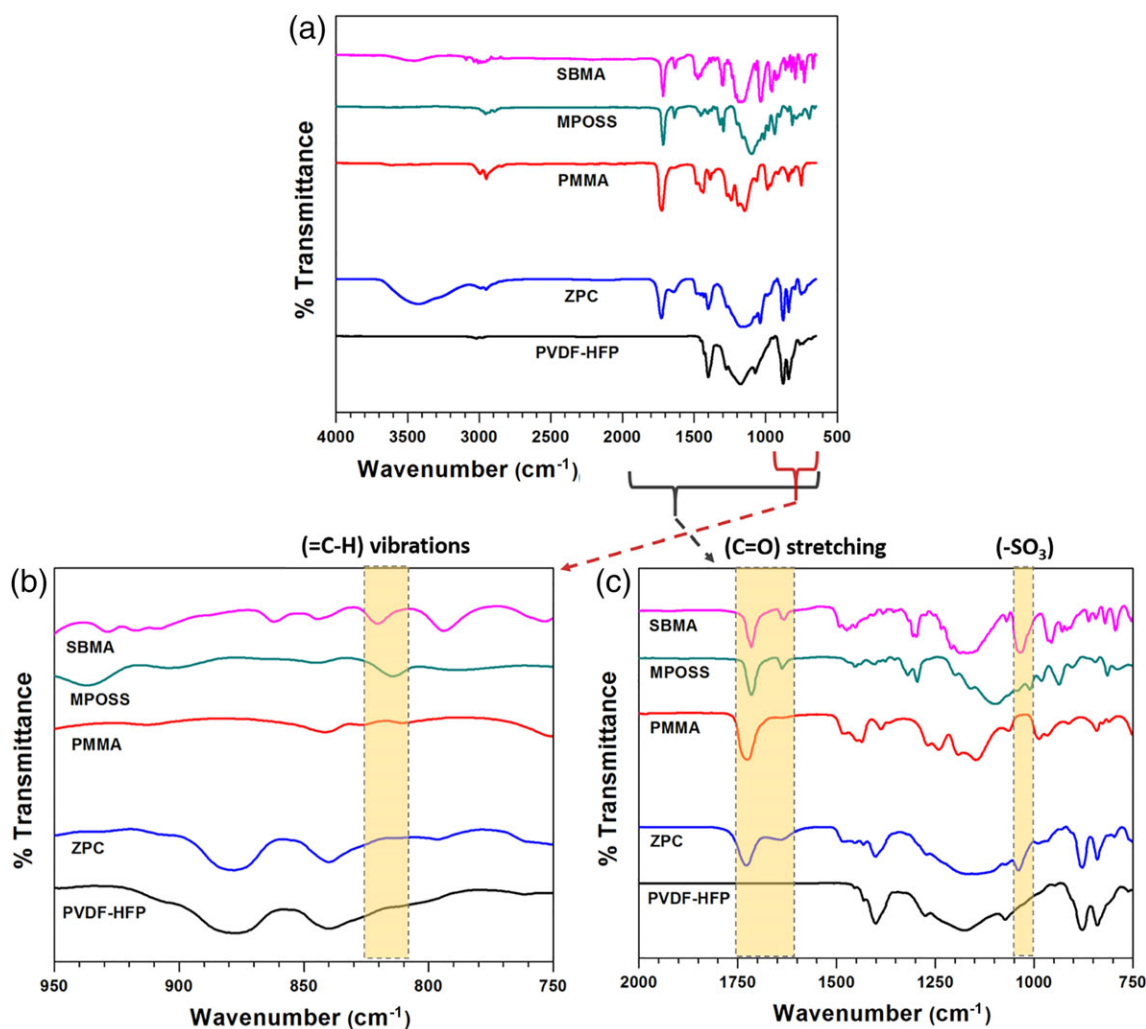 (a)
SBMA
MPOSS
PMMA
ZPC
PVDF-HFP
% Transmittance
4000 3500 3000 2500 2000 1500 1000 500
Wavenumber (cm-1)
(=C-H) vibrations
(b)
SBMA
MPOSS
PMMA
ZPC
PVDF-HFP
% Transmittance
950 900 850 800 750
Wavenumber (cm-1)
(C=O) stretching (-SO3)
(c)
SBMA
MPOSS
PMMA
ZPC
PVDF-HFP
% Transmittance
2000 1750 1500 1250 1000 750
Wavenumber (cm-1)